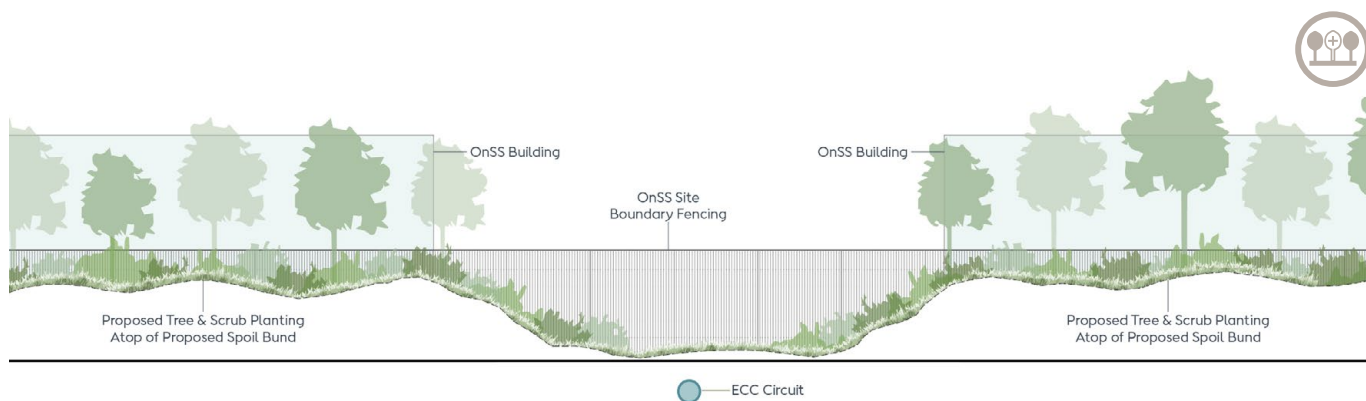 OnSS Building
OnSS Building
OnSS Site
Boundary Fencing
Proposed Tree & Scrub Planting
Atop of Proposed Spoil Bund
Proposed Tree & Scrub Planting
Atop of Proposed Spoil Bund
ECC Circuit